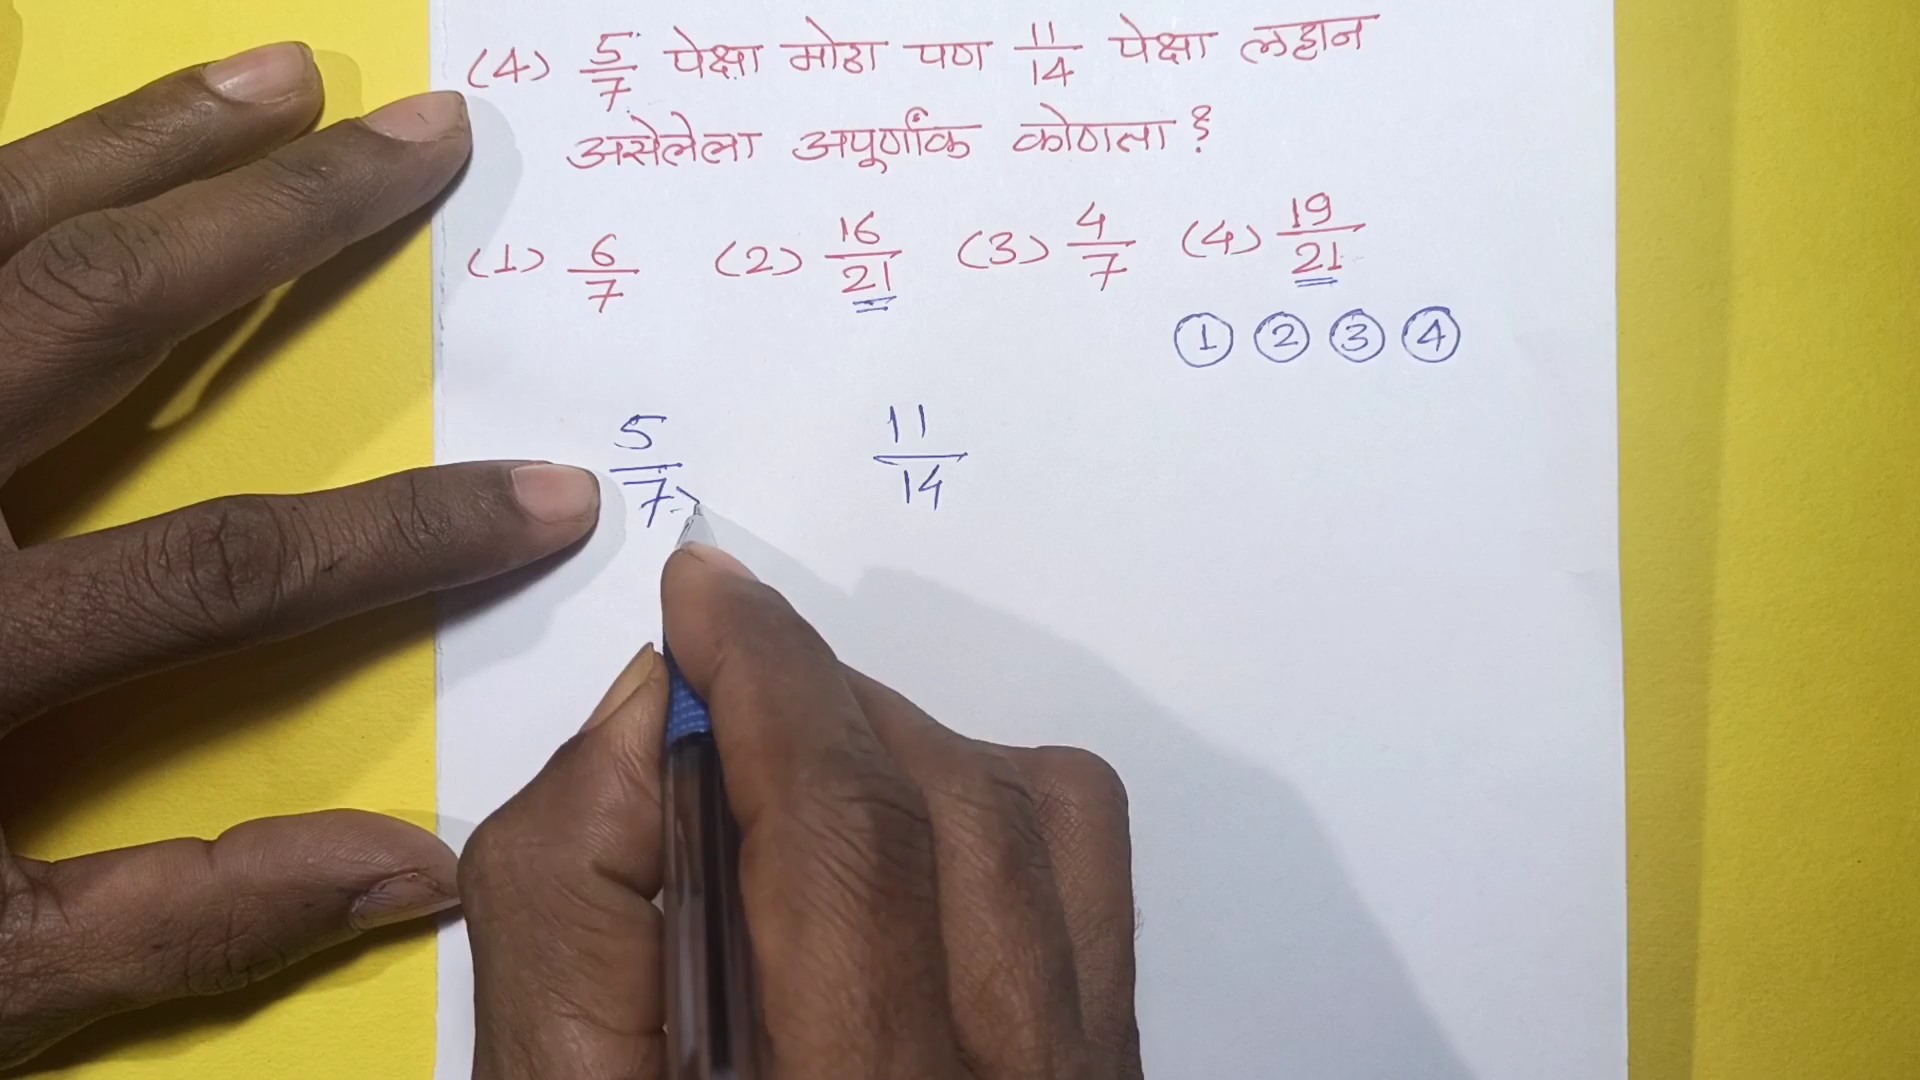 (4) 5/7 पेक्षा मोठा पण 11/14 पेक्षा लहान
असेलेला अपूर्णांक कोणता ?
(1) 6/7 (2) 16/21 (3) 4/7 (4) 19/21
① ② ③ ④
5/7 11/14